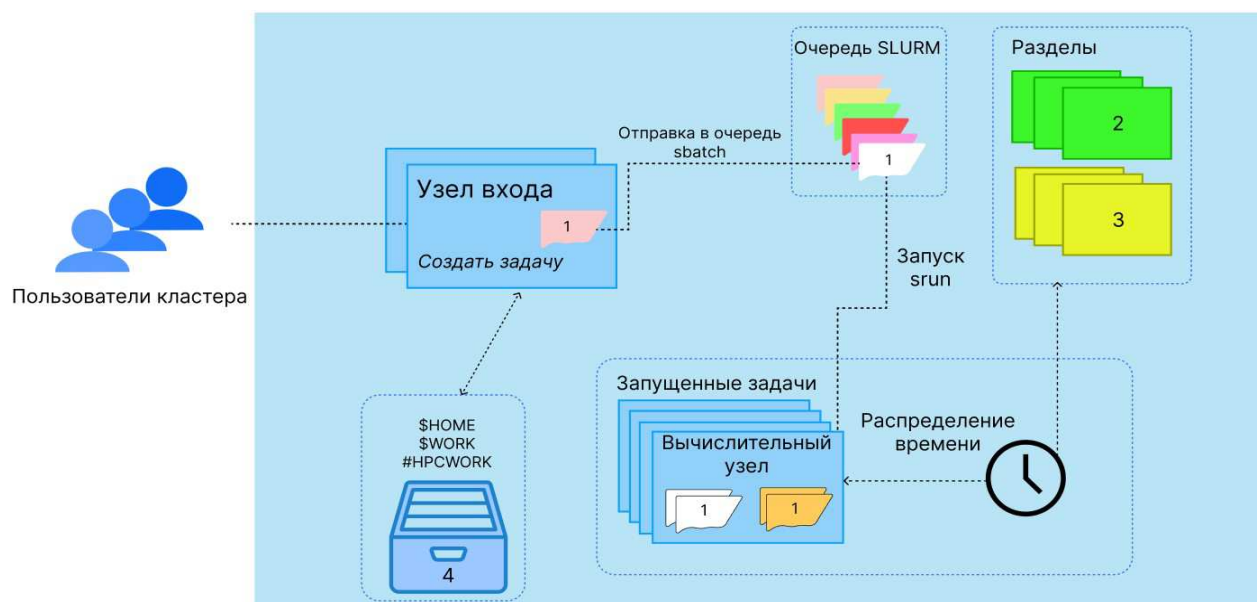 Очередь SLURM
1
Разделы
2
3
Отправка в очередь
sbatch
Узел входа
1
Создать задачу
Пользователи кластера
Запуск
srun
$HOME
$WORK
#HPCWORK
4
Запущенные задачи
Вычислительный
узел
1
1
Распределение
времени